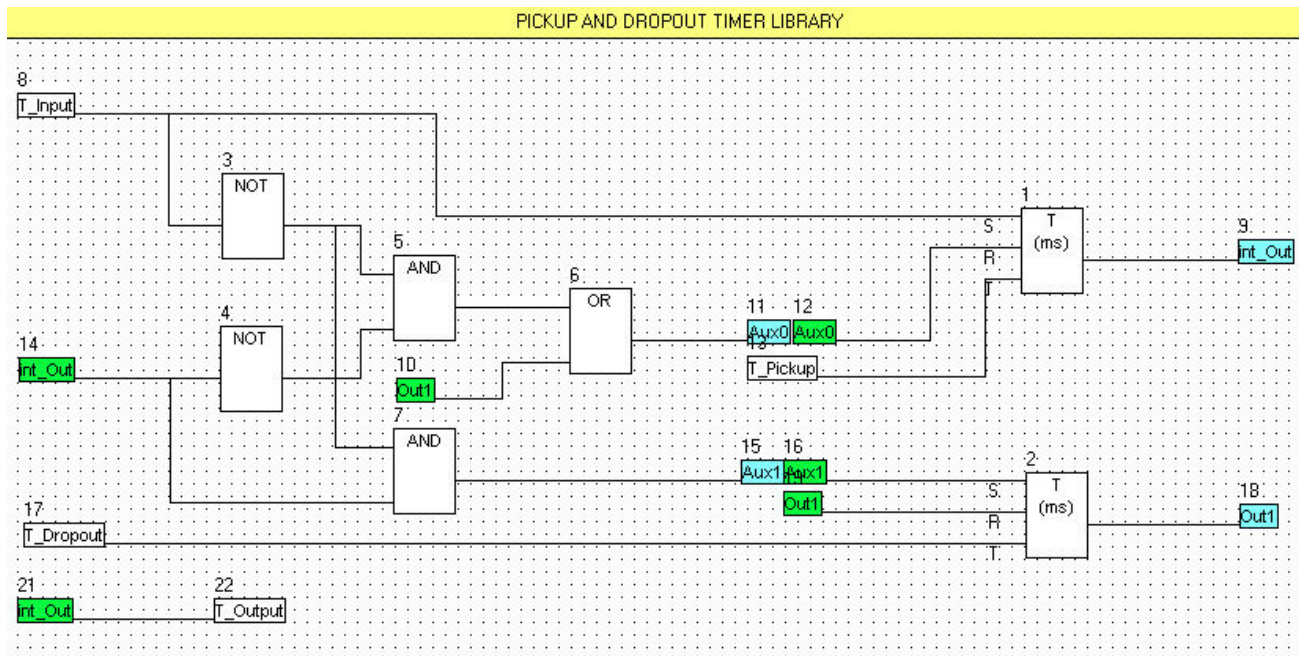 PICKUP AND DROPOUT TIMER LIBRARY
8
T_Input
3
NOT
1
T
(ms)
S
R
T
9
int_Out
5
AND
6
OR
4
NOT
14
int_Out
11
Aux0
12
Aux0
13
T_Pickup
10
Out1
7
AND
15
Aux1
16
Aux1
Out1
2
T
(ms)
S
R
T
18
Out1
17
T_Dropout
21
int_Out
22
T_Output